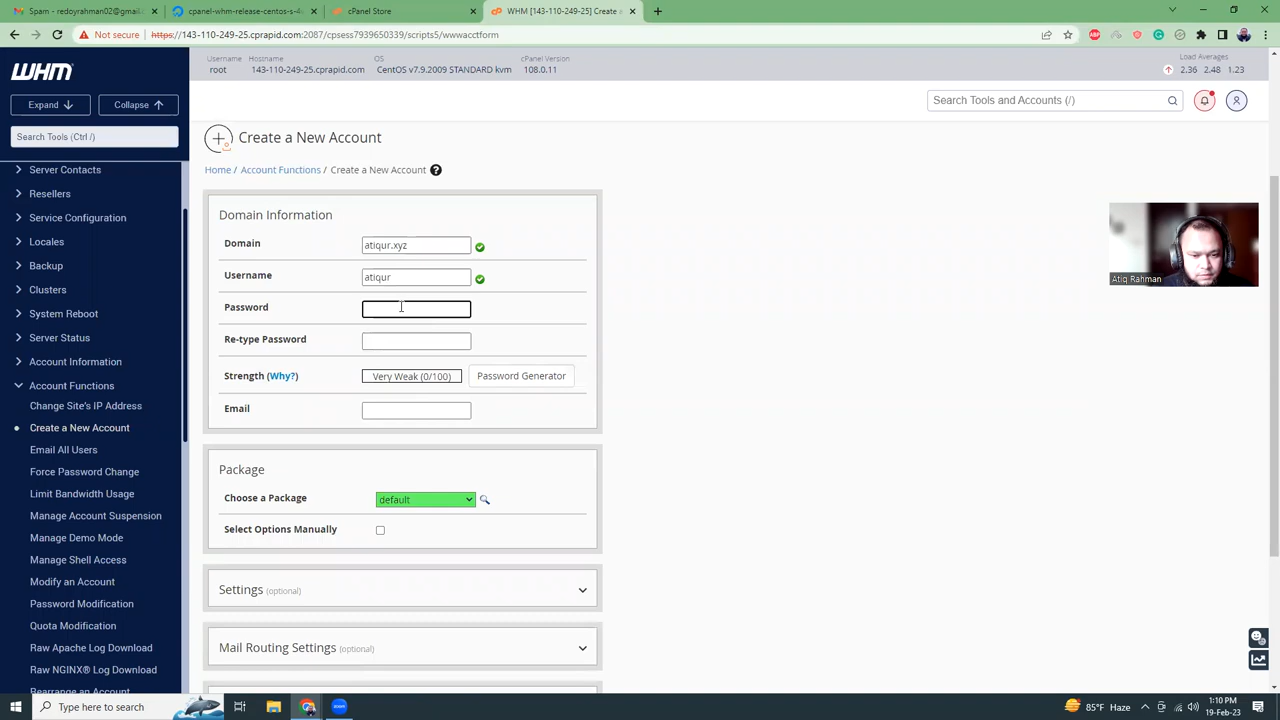 Spam - redoyraman00@gmail.com
WHM
Posts
WHM [143-110-249-25] Create a
Not secure
https://143-110-249-25.cprapid.com:2087/cpsess7939650339/scripts5/wwwacctform
WHM
Username
root
Hostname
143-110-249-25.cprapid.com
OS
CentOS v7.9.2009 STANDARD kvm
cPanel Version
108.0.11
Load Averages
2.36 2.48 1.23
Expand
Collapse
Search Tools (Ctrl /)
Search Tools and Accounts (/)
Server Contacts
Resellers
Service Configuration
Locales
Backup
Clusters
System Reboot
Server Status
Account Information
Account Functions
Change Site's IP Address
Create a New Account
Email All Users
Force Password Change
Limit Bandwidth Usage
Manage Account Suspension
Manage Demo Mode
Manage Shell Access
Modify an Account
Password Modification
Quota Modification
Raw Apache Log Download
Raw NGINX® Log Download
Rearrange an Account
Create a New Account
Home / Account Functions / Create a New Account
Domain Information
Domain
atiqur.xyz
Username
atiqur
Password
Re-type Password
Strength (Why?)
Very Weak (0/100)
Password Generator
Email
Package
Choose a Package
default
Select Options Manually
Settings (optional)
Mail Routing Settings (optional)
Atiq Rahman
Type here to search
85°F Haze
1:10 PM
19-Feb-23